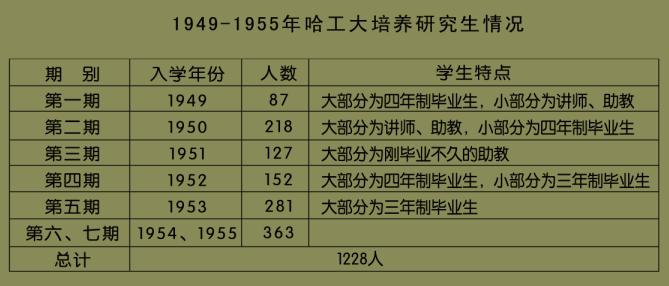 1949-1955年哈工大培养研究生情况
期 别 入学年份 人数 学生特点
第一期 1949 87 大部分为四年制毕业生，小部分为讲师、助教
第二期 1950 218 大部分为讲师、助教，小部分为四年制毕业生
第三期 1951 127 大部分为刚毕业不久的助教
第四期 1952 152 大部分为四年制毕业生，小部分为三年制毕业生
第五期 1953 281 大部分为三年制毕业生
第六、七期 1954、1955 363
总计 1228人